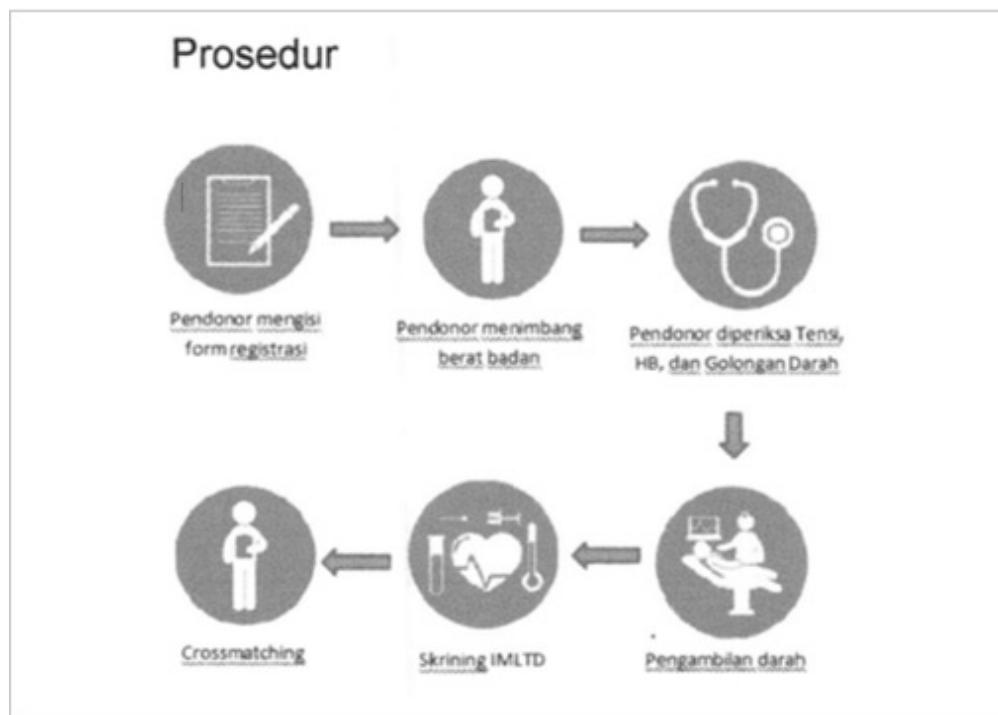 Prosedur
Pendonor mengisi
form registrasi
Pendonor menimbang
berat badan
Pendonor diperiksa Tensi,
HB, dan Golongan Darah
Pengambilan darah
Skrining IMLTD
Crossmatching